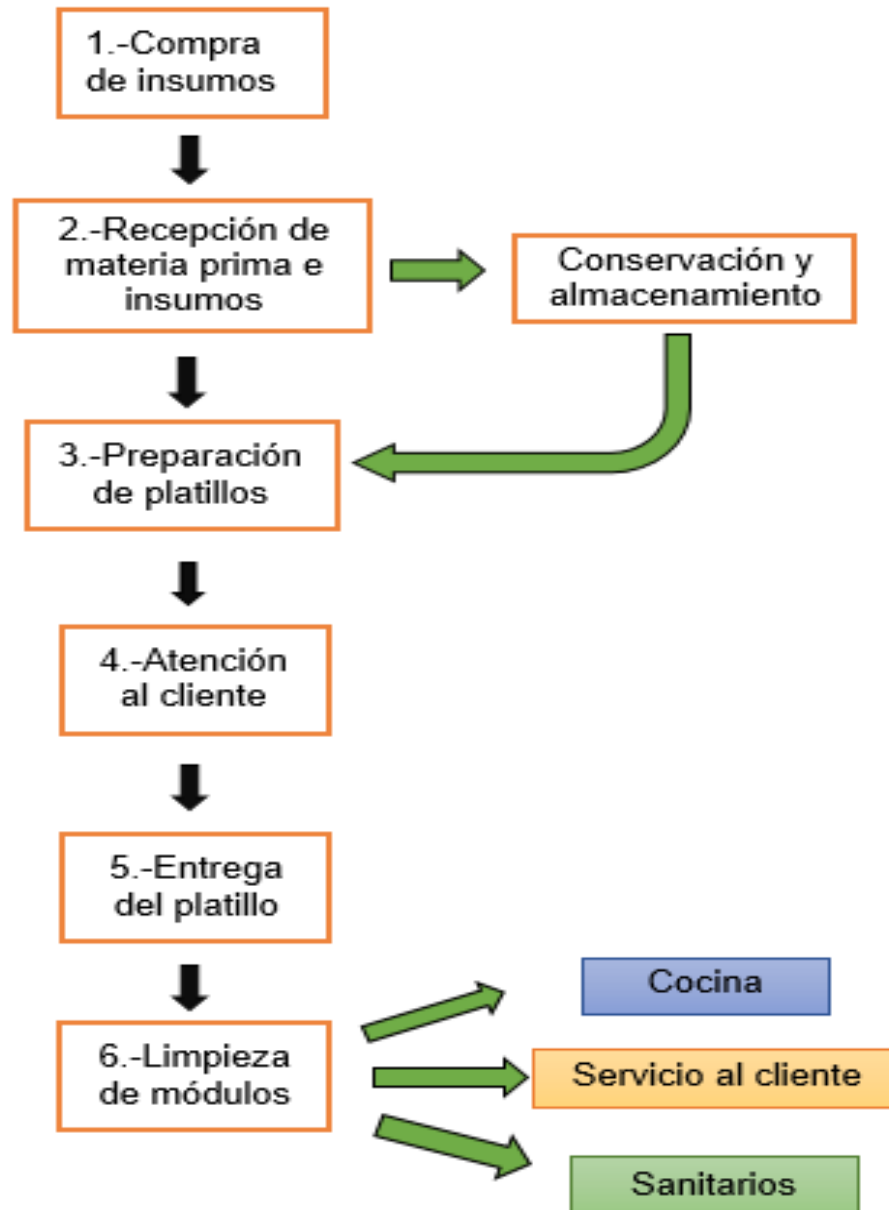 1.-Compra
de insumos
2.-Recepción de
materia prima e
insumos
Conservación y
almacenamiento
3.-Preparación
de platillos
4.-Atención
al cliente
5.-Entrega
del platillo
6.-Limpieza
de módulos
Cocina
Servicio al cliente
Sanitarios